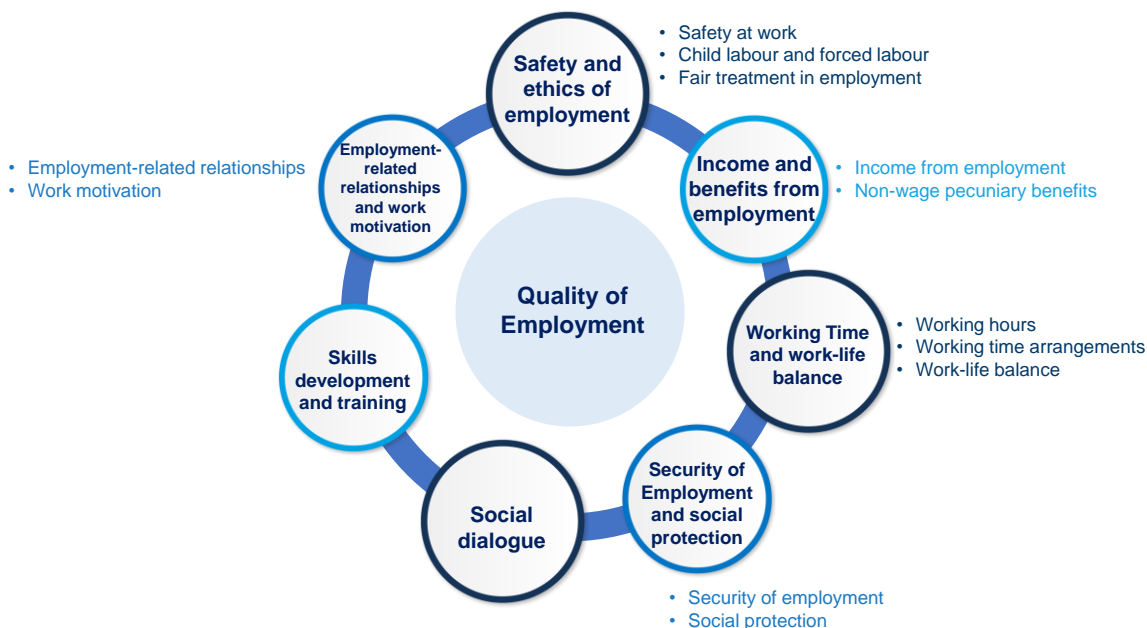 Safety and
ethics of
employment
• Safety at work
• Child labour and forced labour
• Fair treatment in employment
Income and
benefits from
employment
• Income from employment
• Non-wage pecuniary benefits
Working Time
and work-life
balance
• Working hours
• Working time arrangements
• Work-life balance
Security of
Employment
and social
protection
• Security of employment
• Social protection
Social
dialogue
Skills
development
and training
Employment-
related
relationships
and work
motivation
• Employment-related relationships
• Work motivation
Quality of
Employment